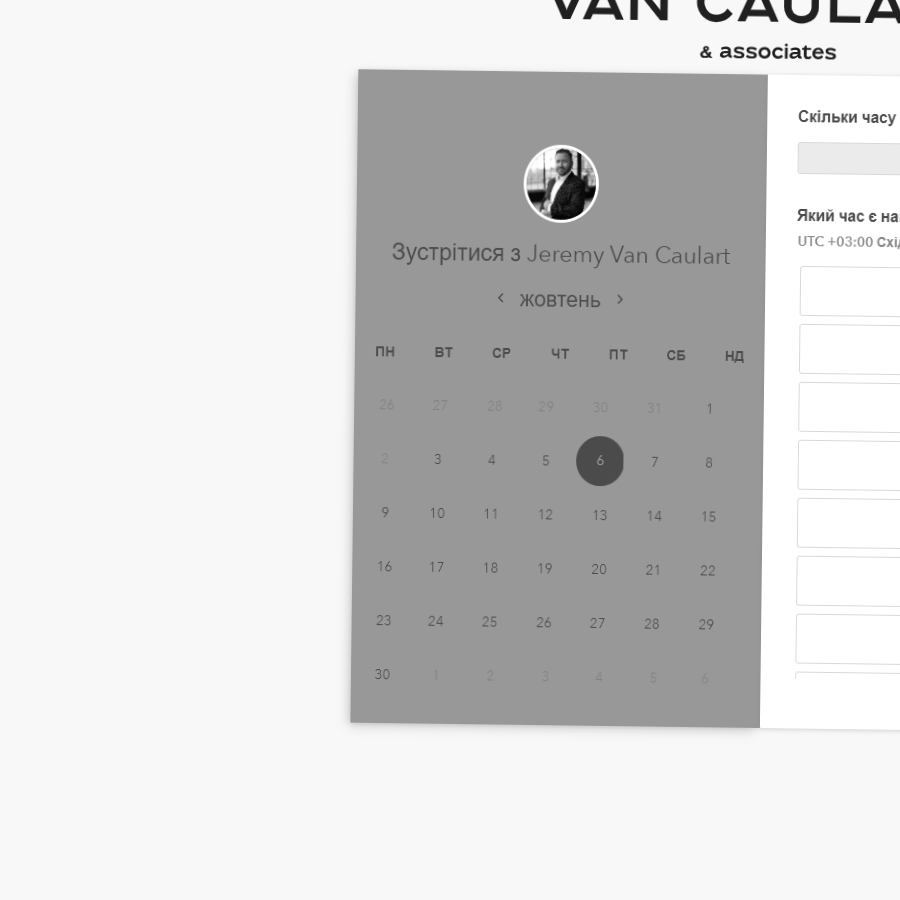 VAN CAULA
& associates
Зустрітися з Jeremy Van Caulart
жовтень
ПН ВТ СР ЧТ ПТ СБ НД
26 27 28 29 30 31 1
2 3 4 5 6 7 8
9 10 11 12 13 14 15
16 17 18 19 20 21 22
23 24 25 26 27 28 29
30 1 2 3 4 5 6
Скільки часу
Який час є на
UTC +03:00 Схі